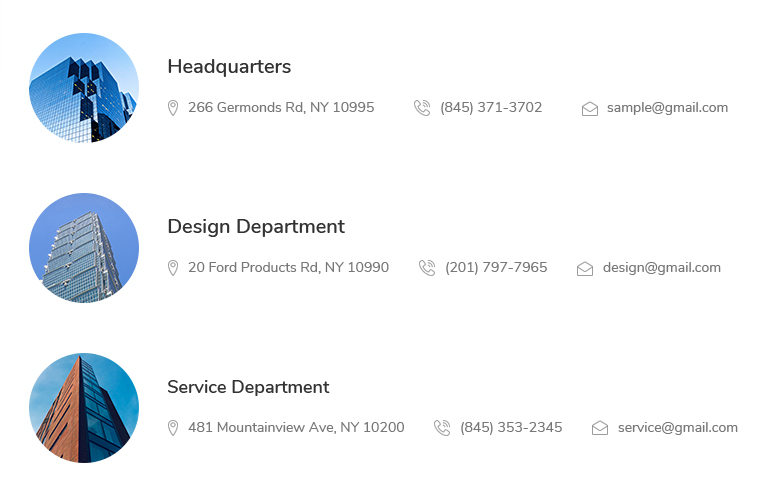 Headquarters
266 Germonds Rd, NY 10995 (845) 371-3702 sample@gmail.com
Design Department
20 Ford Products Rd, NY 10990 (201) 797-7965 design@gmail.com
Service Department
481 Mountainview Ave, NY 10200 (845) 353-2345 service@gmail.com